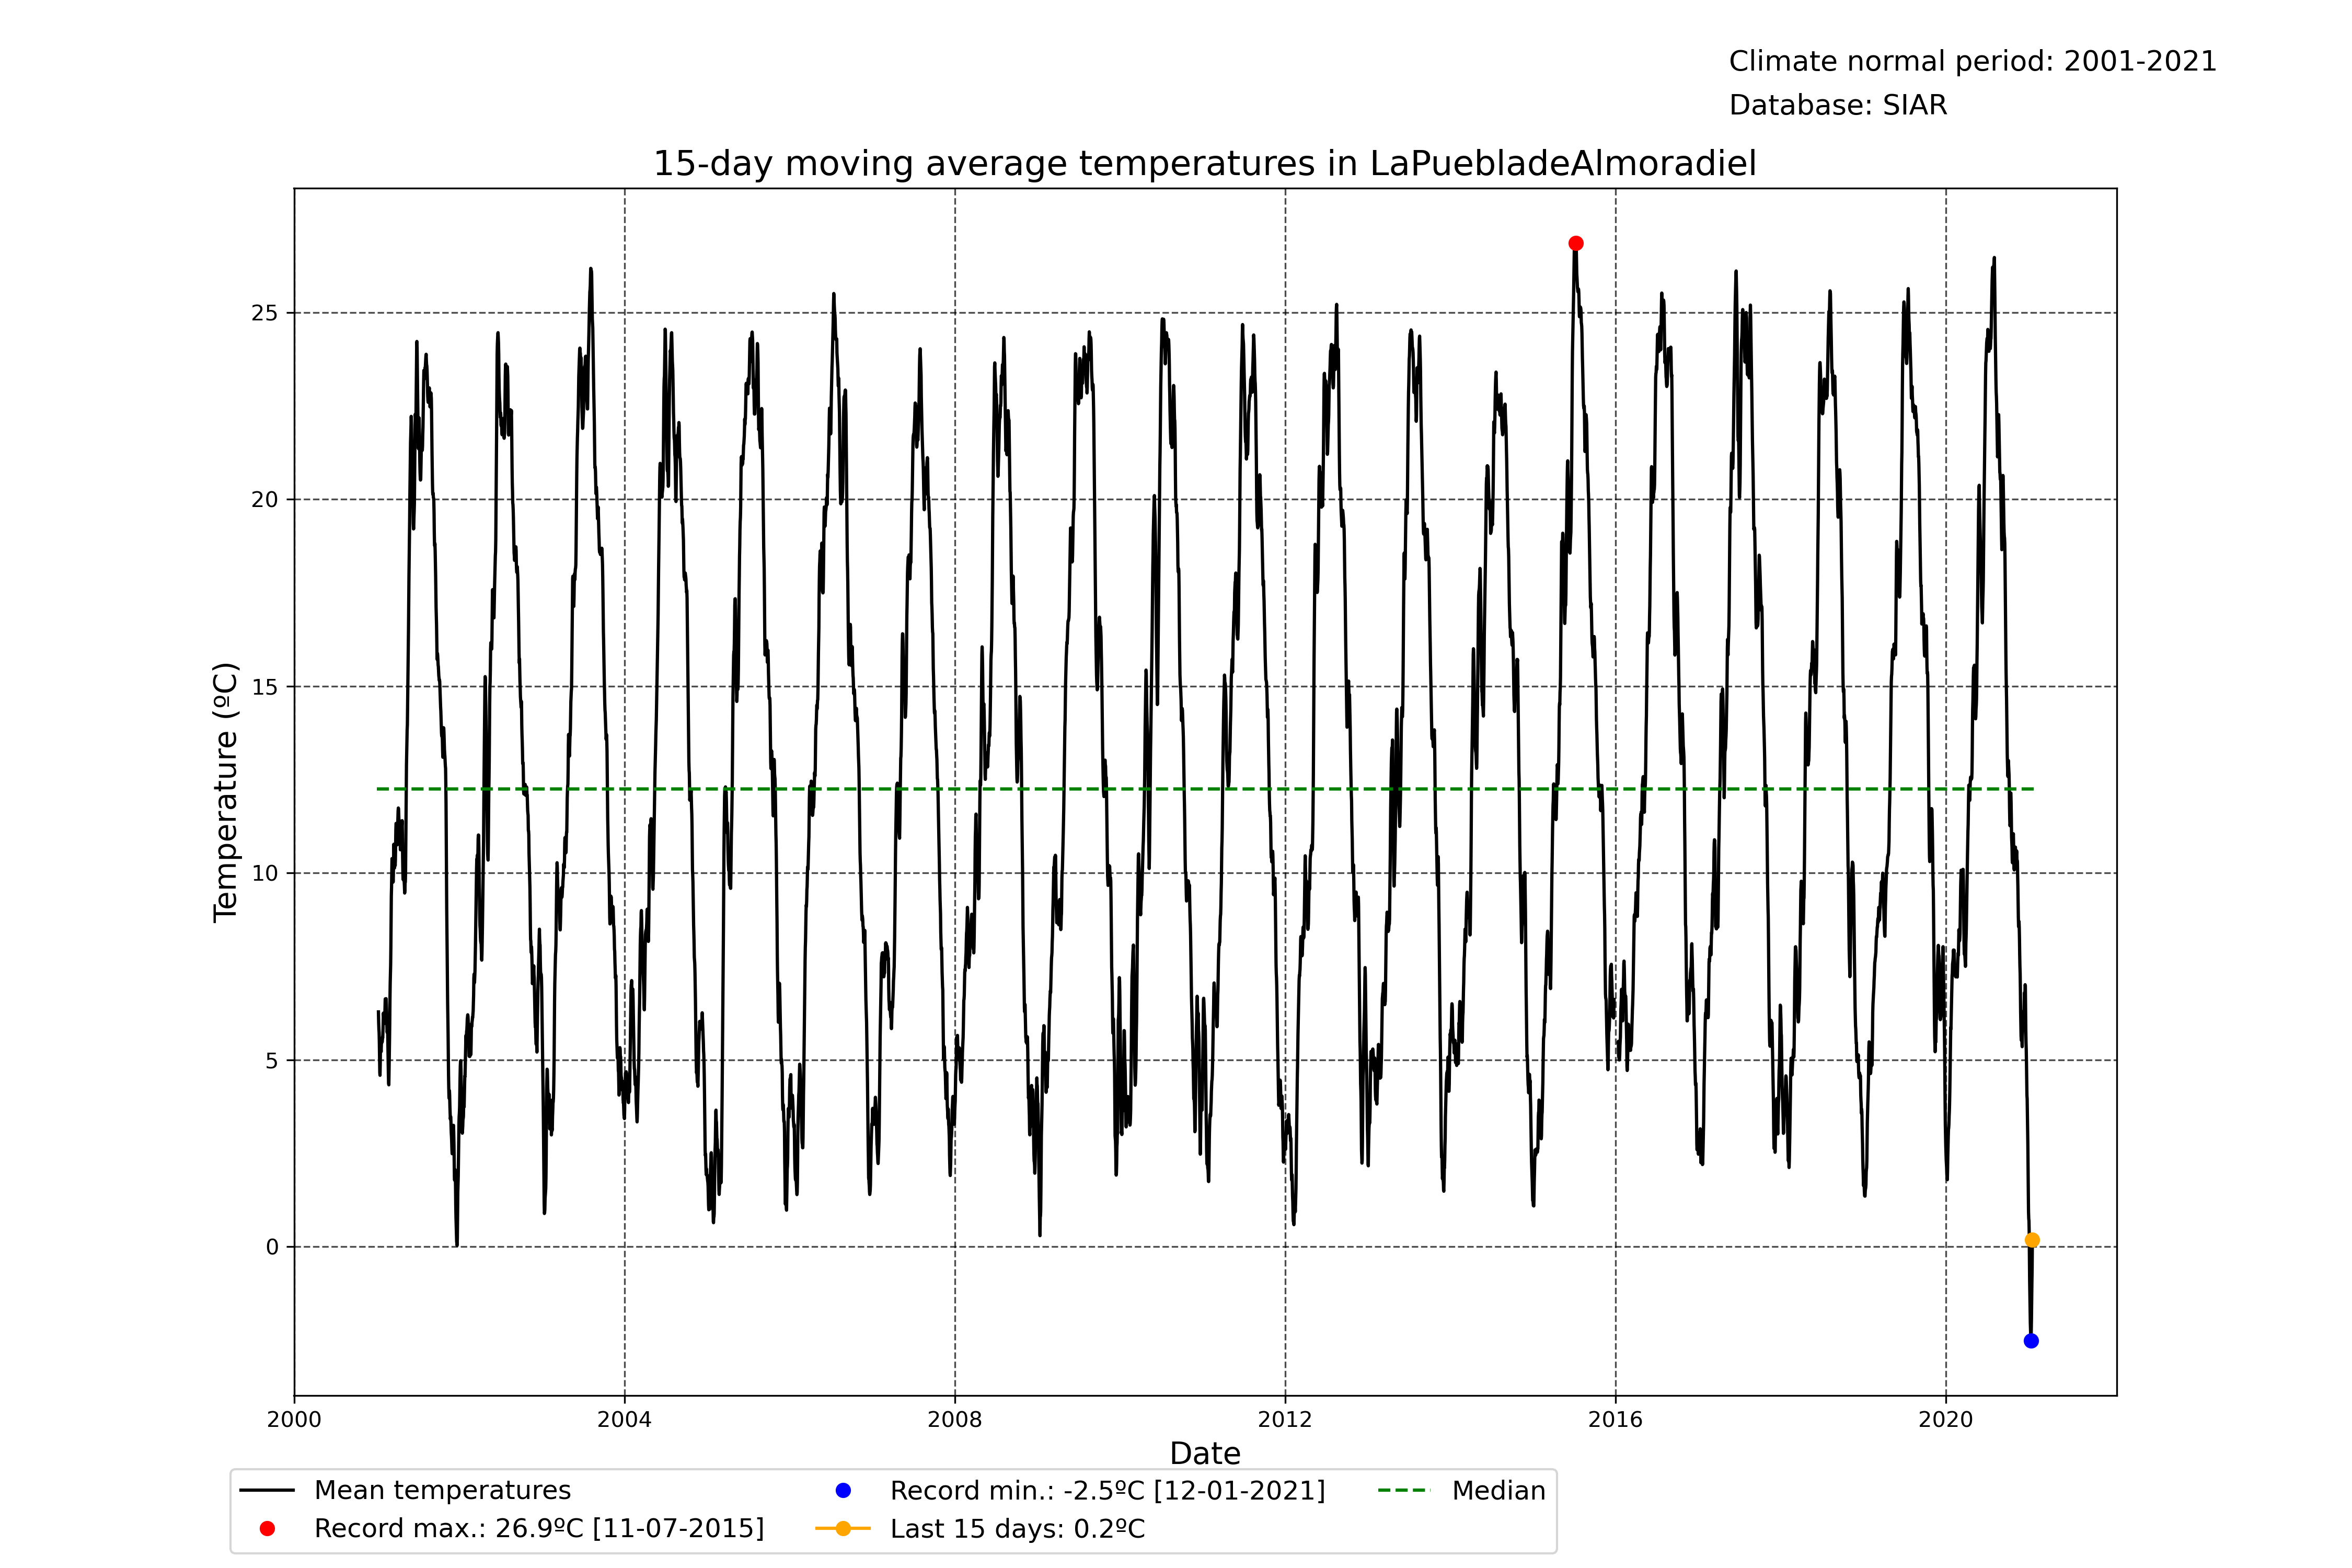 Climate normal period: 2001-2021
Database: SIAR
15-day moving average temperatures in LaPuebladeAlmoradiel
Temperature (ºC)
25
20
15
10
5
0
2000 2004 2008 2012 2016 2020
Date
Mean temperatures
Record max.: 26.9ºC [11-07-2015]
Record min.: -2.5ºC [12-01-2021]
Last 15 days: 0.2ºC
Median